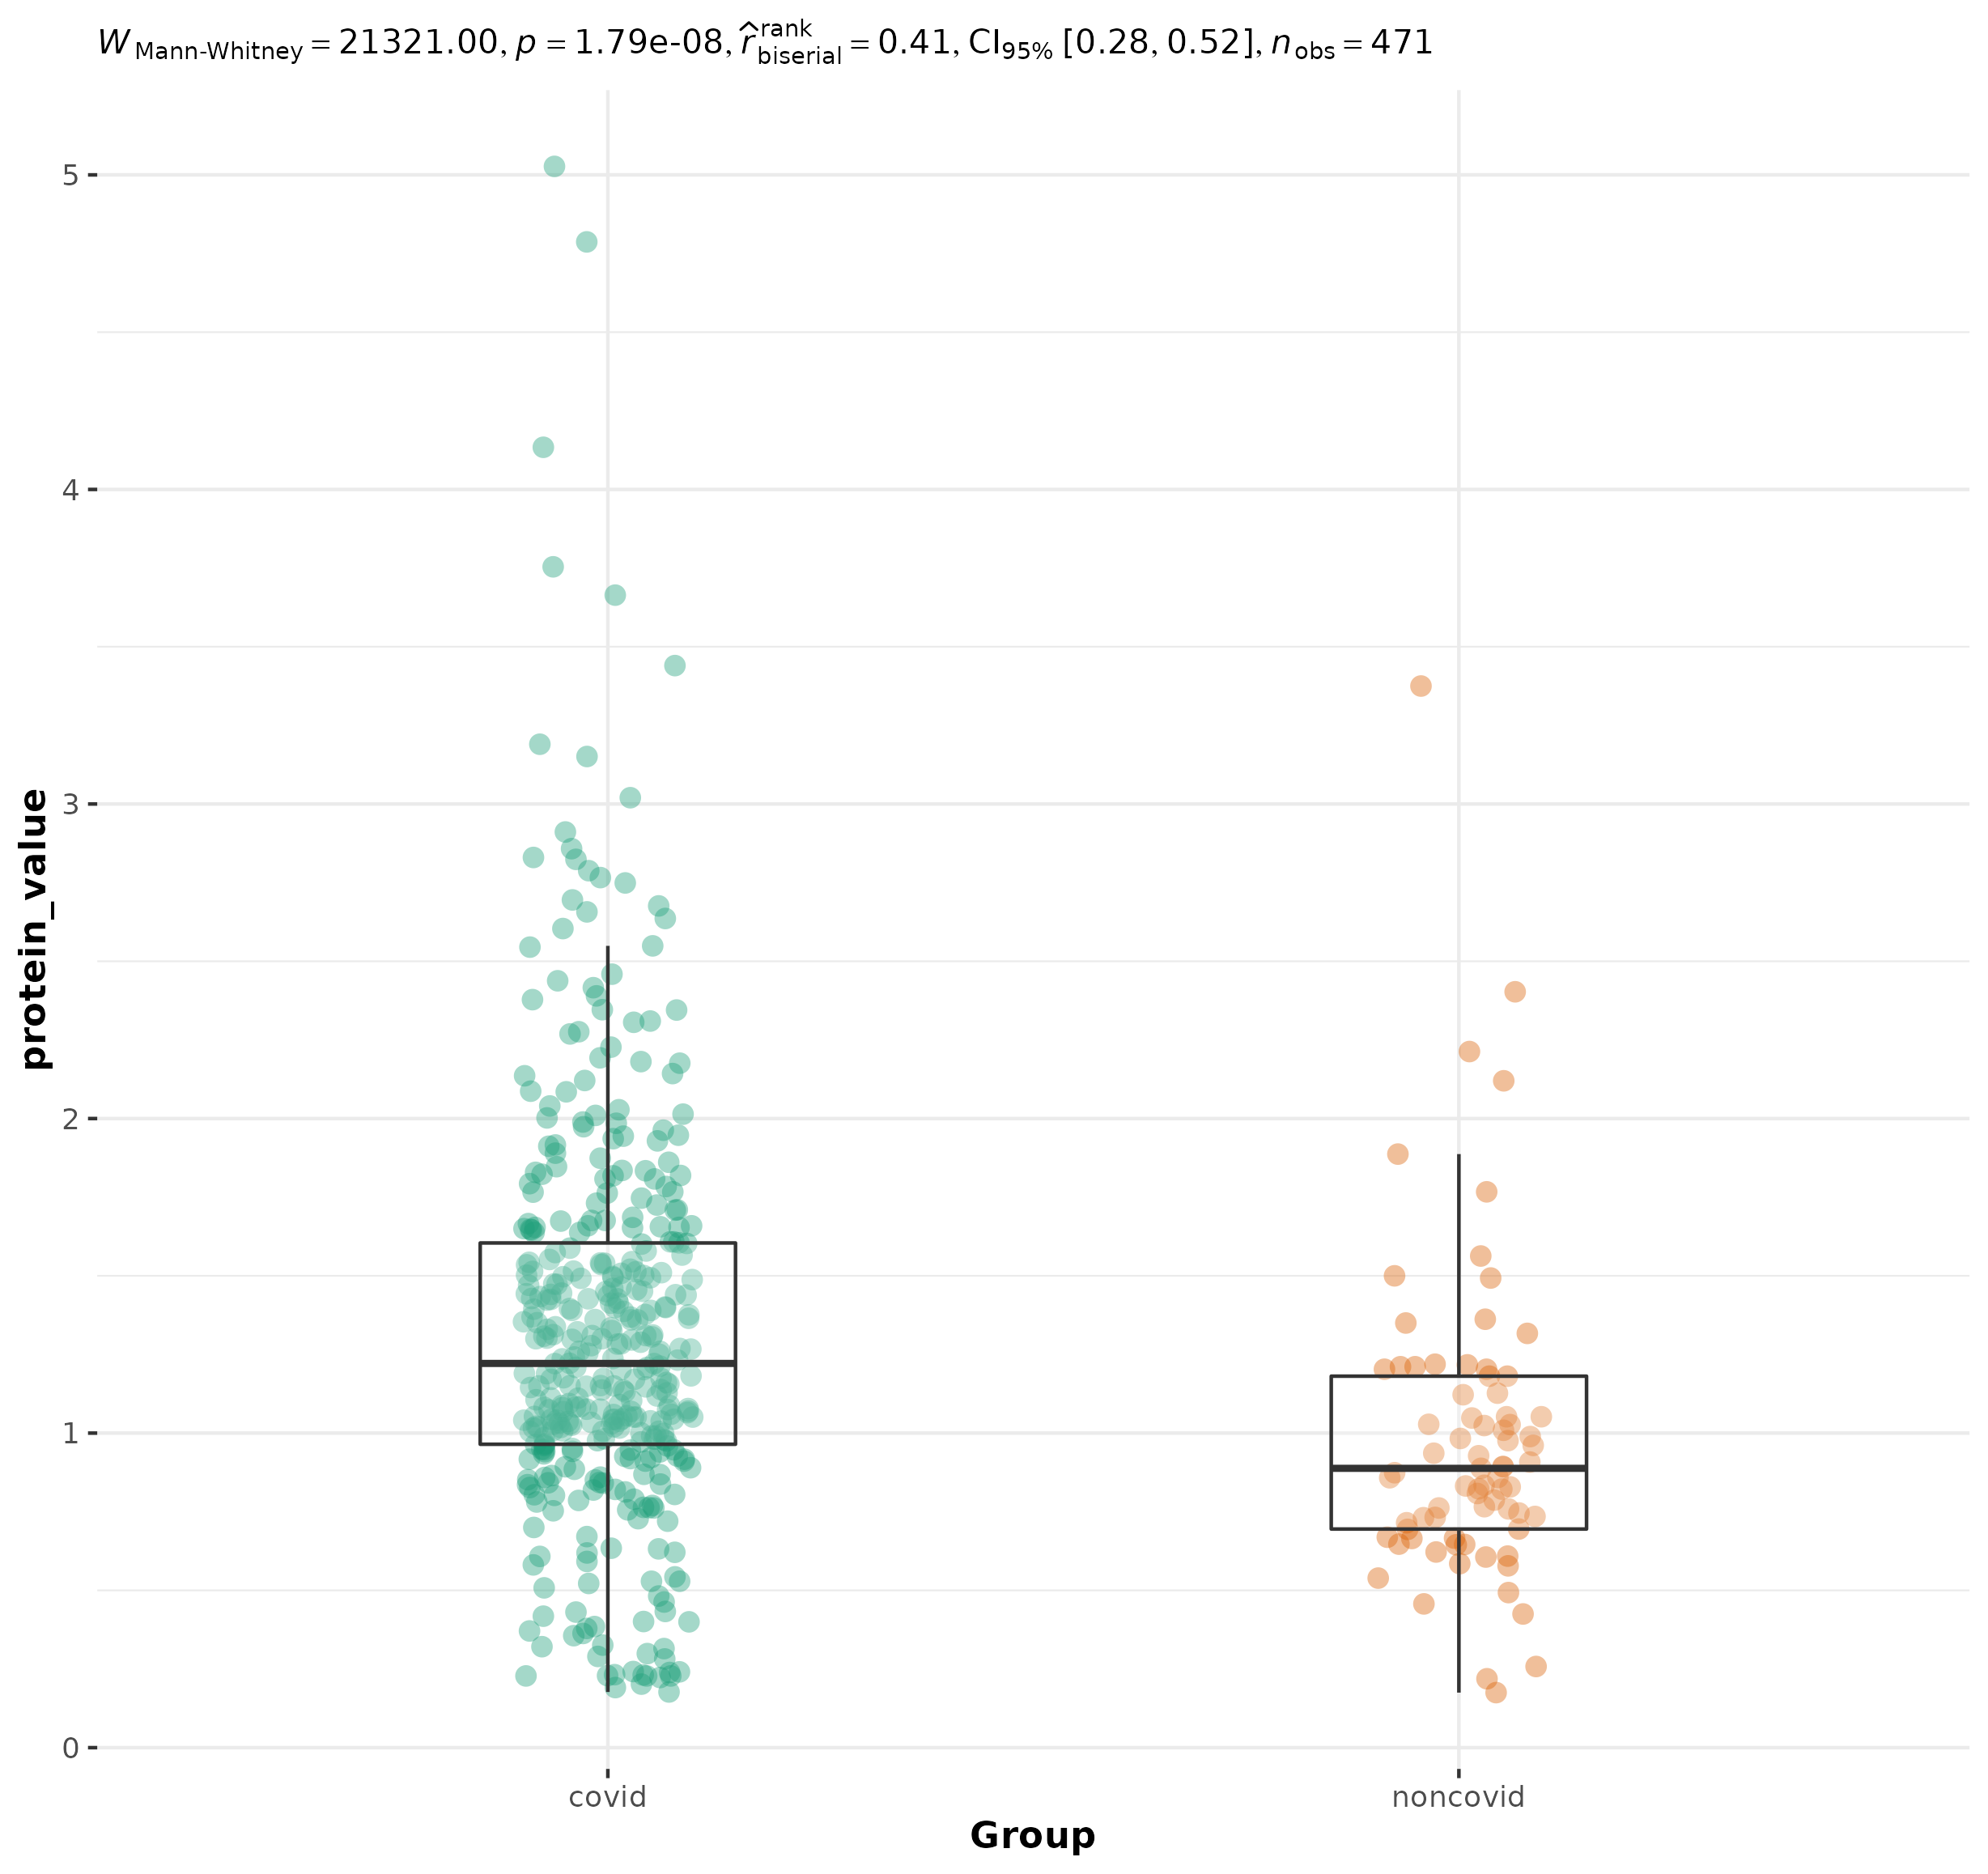 W Mann-Whitney = 21321.00, p = 1.79e-08, r̂ rank biserial = 0.41, CI95% [0.28, 0.52], n obs = 471
protein_value
5
4
3
2
1
0
covid noncovid
Group